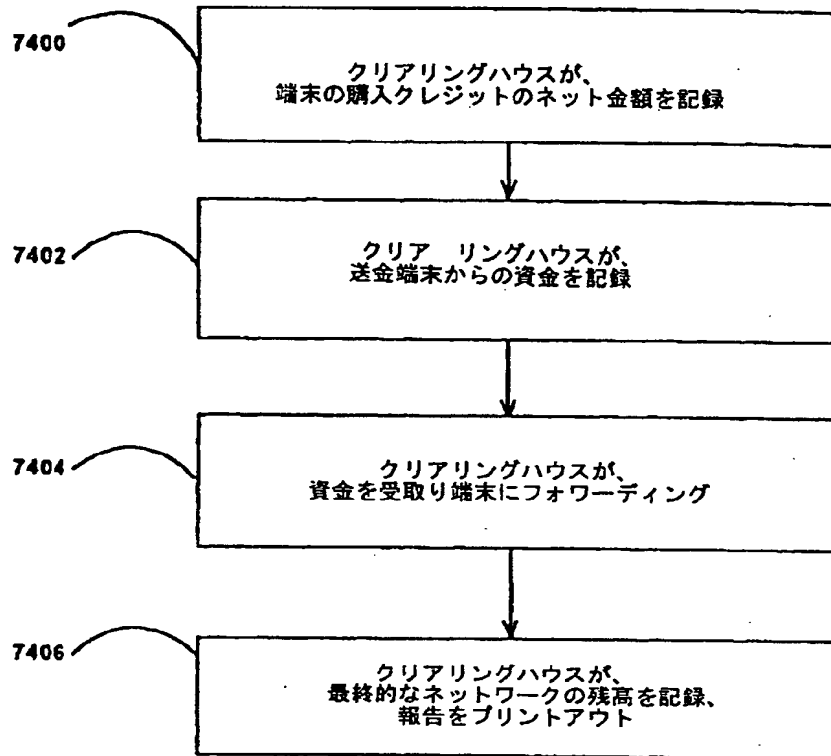 7400
クリアリングハウスが、
端末の購入クレジットのネット金額を記録
7402
クリア　リングハウスが、
送金端末からの資金を記録
7404
クリアリングハウスが、
資金を受取り端末にフォワーディング
7406
クリアリングハウスが、
最終的なネットワークの残高を記録、
報告をプリントアウト